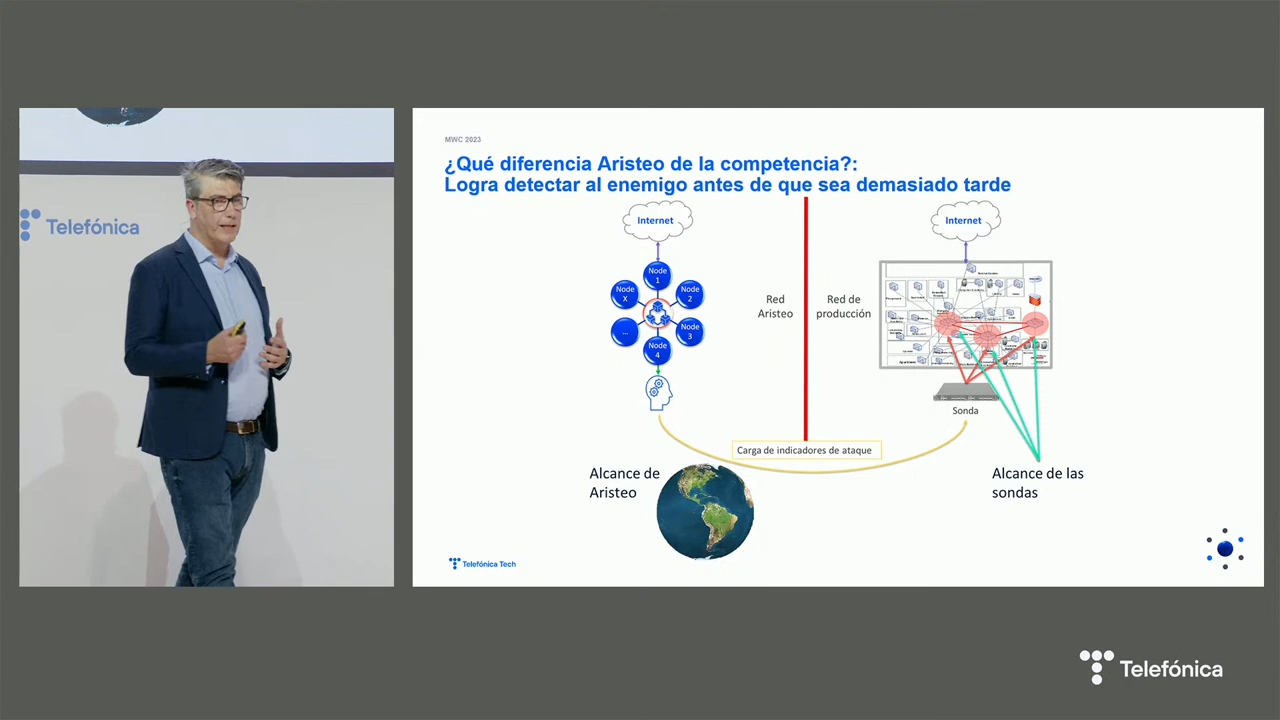 Telefónica
MWC 2023
¿Qué diferencia Aristeo de la competencia?:
Logra detectar al enemigo antes de que sea demasiado tarde
Internet
Internet
Node
1
Node
X
Node
2
...
Node
3
Node
4
Red
Aristeo
Red de
producción
Sonda
Carga de indicadores de ataque
Alcance de
Aristeo
Alcance de las
sondas
Telefónica Tech
Telefónica